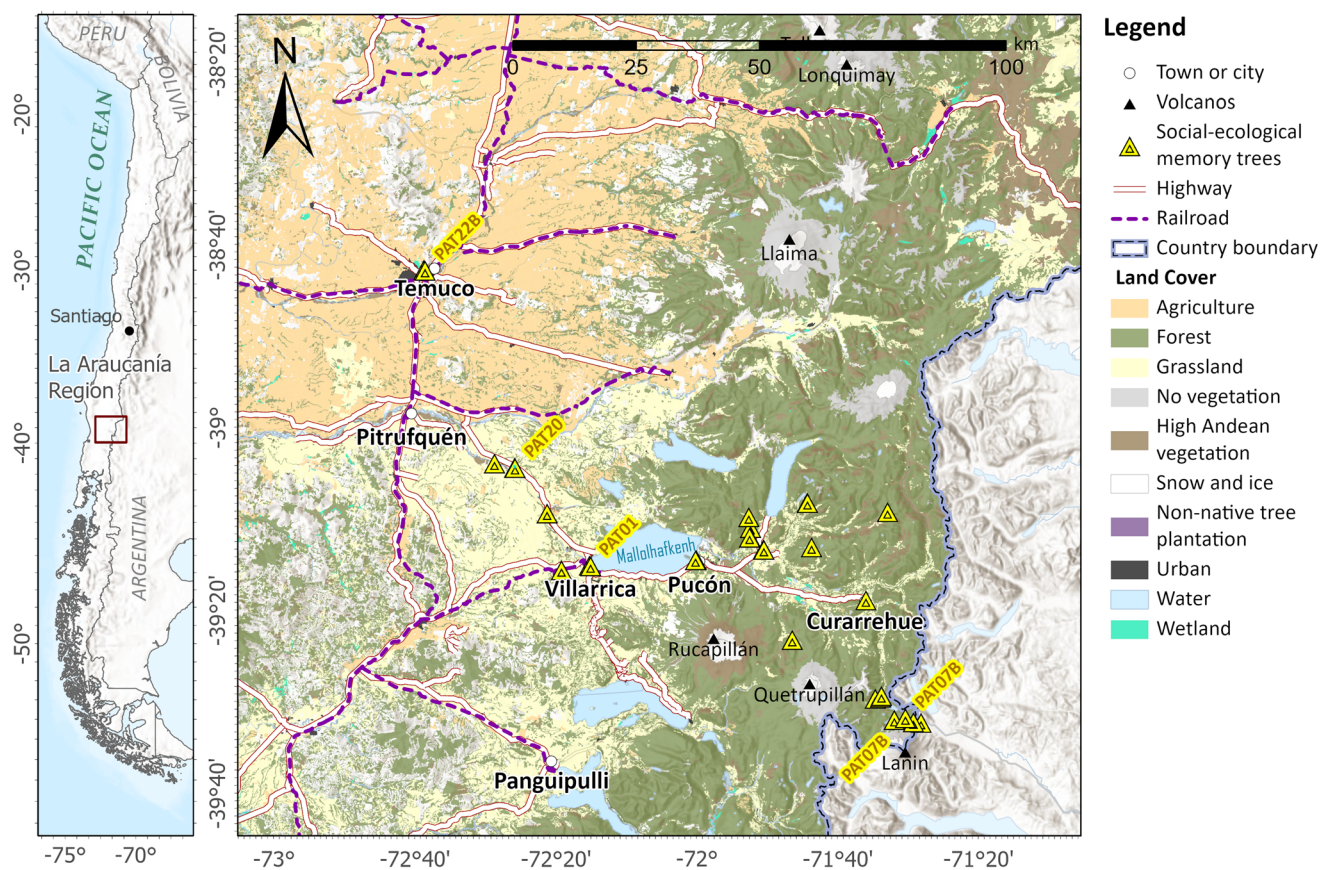 PERU
BOLIVIA
PACIFIC OCEAN
Santiago
La Araucanía
Region
ARGENTINA
-20°
-30°
-40°
-50°
-75°
-70°
N
km
0
25
50
100
Lonquimay
Llaima
PAT22B
Temuco
Pitrufquén
PAT20
PAT01
Mallolhafkenh
Villarrica
Pucón
Curarrehue
Rucapillán
Quetrupillán
PAT07B
PAT07B
Lanin
Panguipulli
-38°20'
-38°40'
-39°
-39°20'
-39°40'
-73°
-72°40'
-72°20'
-72°
-71°40'
-71°20'
Legend
Town or city
Volcanos
Social-ecological
memory trees
Highway
Railroad
Country boundary
Land Cover
Agriculture
Forest
Grassland
No vegetation
High Andean
vegetation
Snow and ice
Non-native tree
plantation
Urban
Water
Wetland